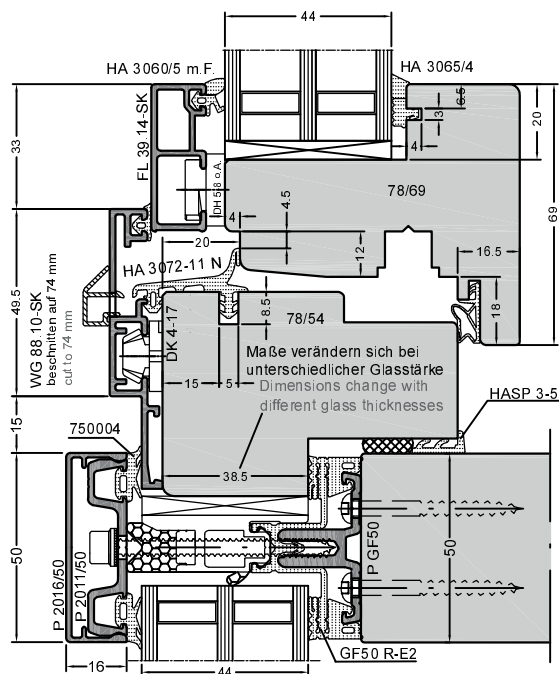 44
HA 3060/5 m.F.
HA 3065/4
FL 39.14-SK
33
6.5
3
4
20
DH 5/8 o.A.
78/69
4
4.5
69
20
12
16.5
HA 3072-11 N
WG 88.10-SK
beschnitten auf 74 mm
cut to 74 mm
49.5
18
8.5
78/54
DK 4-17
Maße verändern sich bei
unterschiedlicher Glasstärke
Dimensions change with
different glass thicknesses
15
5
HASP 3-5
15
750004
38.5
50
P 2016/50
P 2011/50
P GF50
50
GF50 R-E2
16
44